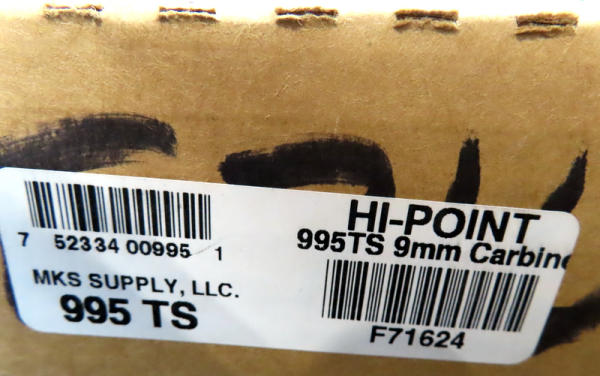 7 52334 00995 1
MKS SUPPLY, LLC.
995 TS
HI-POINT
995TS 9mm Carbine
F71624